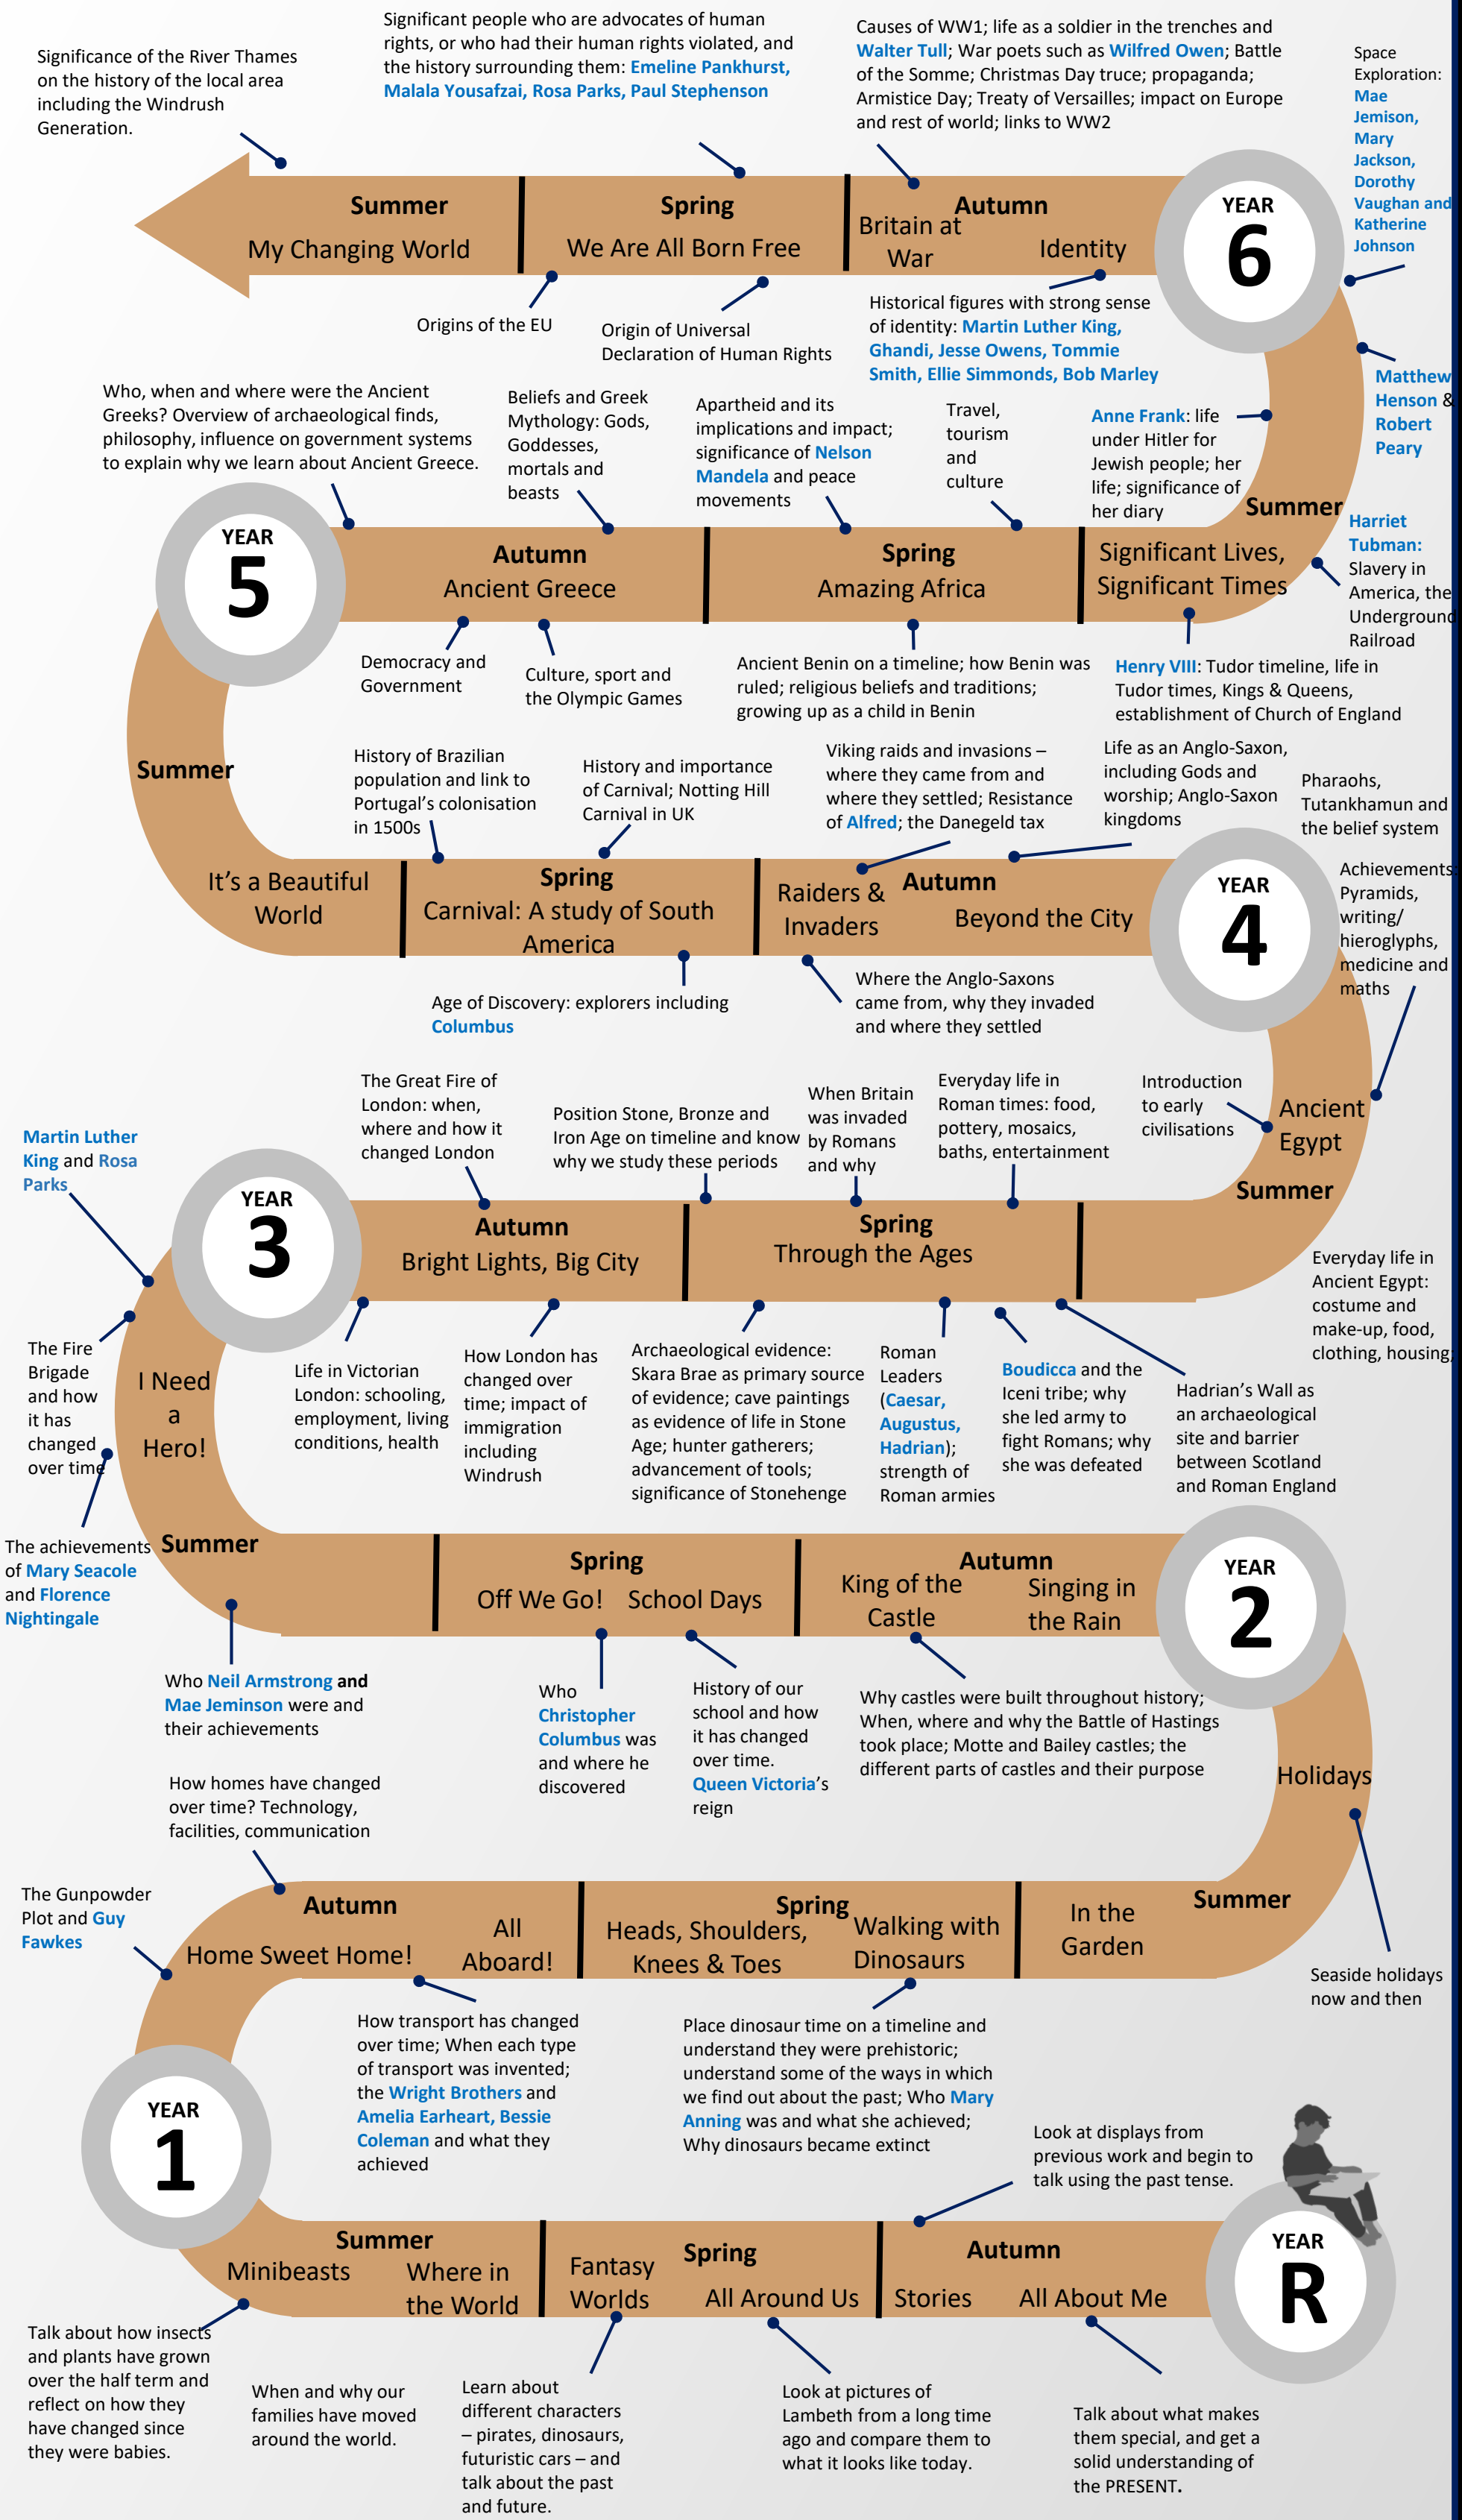 Significance of the River Thames
on the history of the local area
including the Windrush
Generation.
Significant people who are advocates of human
rights, or who had their human rights violated, and
the history surrounding them: Emeline Pankhurst,
Malala Yousafzai, Rosa Parks, Paul Stephenson
Causes of WW1; life as a soldier in the trenches and
Walter Tull; War poets such as Wilfred Owen; Battle
of the Somme; Christmas Day truce; propaganda;
Armistice Day; Treaty of Versailles; impact on Europe
and rest of world; links to WW2
Space
Exploration:
Mae
Jemison,
Mary
Jackson,
Dorothy
Vaughan and
Katherine
Johnson
Summer
My Changing World
Spring
We Are All Born Free
Autumn
Britain at
War
Identity
YEAR
6
Origins of the EU
Origin of Universal
Declaration of Human Rights
Historical figures with strong sense
of identity: Martin Luther King,
Ghandi, Jesse Owens, Tommie
Smith, Ellie Simmonds, Bob Marley
Matthew
Henson &
Robert
Peary
Who, when and where were the Ancient
Greeks? Overview of archaeological finds,
philosophy, influence on government systems
to explain why we learn about Ancient Greece.
Beliefs and Greek
Mythology: Gods,
Goddesses,
mortals and
beasts
Apartheid and its
implications and impact;
significance of Nelson
Mandela and peace
movements
Travel,
tourism
and
culture
Anne Frank: life
under Hitler for
Jewish people; her
life; significance of
her diary
Summer
Harriet
Tubman:
Slavery in
America, the
Underground
Railroad
YEAR
5
Autumn
Ancient Greece
Spring
Amazing Africa
Significant Lives,
Significant Times
Democracy and
Government
Culture, sport and
the Olympic Games
Ancient Benin on a timeline; how Benin was
ruled; religious beliefs and traditions;
growing up as a child in Benin
Henry VIII: Tudor timeline, life in
Tudor times, Kings & Queens,
establishment of Church of England
Summer
History of Brazilian
population and link to
Portugal's colonisation
in 1500s
History and importance
of Carnival; Notting Hill
Carnival in UK
Viking raids and invasions –
where they came from and
where they settled; Resistance
of Alfred; the Danegeld tax
Life as an Anglo-Saxon,
including Gods and
worship; Anglo-Saxon
kingdoms
Pharaohs,
Tutankhamun and
the belief system
Achievements
Pyramids,
writing/
hieroglyphs,
medicine and
maths
It's a Beautiful
World
Spring
Carnival: A study of South
America
Raiders &
Invaders
Autumn
Beyond the City
YEAR
4
Age of Discovery: explorers including
Columbus
Where the Anglo-Saxons
came from, why they invaded
and where they settled
Martin Luther
King and Rosa
Parks
The Great Fire of
London: when,
where and how it
changed London
Position Stone, Bronze and
Iron Age on timeline and know
why we study these periods
When Britain
was invaded
by Romans
and why
Everyday life in
Roman times: food,
pottery, mosaics,
baths, entertainment
Introduction
to early
civilisations
Ancient
Egypt
Summer
YEAR
3
Autumn
Bright Lights, Big City
Spring
Through the Ages
Everyday life in
Ancient Egypt:
costume and
make-up, food,
clothing, housing;
The Fire
Brigade
and how
it has
changed
over time
I Need
a
Hero!
Life in Victorian
London: schooling,
employment, living
conditions, health
How London has
changed over
time; impact of
immigration
including
Windrush
Archaeological evidence:
Skara Brae as primary source
of evidence; cave paintings
as evidence of life in Stone
Age; hunter gatherers;
advancement of tools;
significance of Stonehenge
Roman
Leaders
(Caesar,
Augustus,
Hadrian);
strength of
Roman armies
Boudicca and the
Iceni tribe; why
she led army to
fight Romans; why
she was defeated
Hadrian's Wall as
an archaeological
site and barrier
between Scotland
and Roman England
The achievements
of Mary Seacole
and Florence
Nightingale
Summer
Spring
Off We Go!
School Days
Autumn
King of the
Castle
Singing in
the Rain
YEAR
2
Who Neil Armstrong and
Mae Jeminson were and
their achievements
Who
Christopher
Columbus was
and where he
discovered
History of our
school and how
it has changed
over time.
Queen Victoria's
reign
Why castles were built throughout history;
When, where and why the Battle of Hastings
took place; Motte and Bailey castles; the
different parts of castles and their purpose
Holidays
How homes have changed
over time? Technology,
facilities, communication
The Gunpowder
Plot and Guy
Fawkes
Autumn
Home Sweet Home!
All
Aboard!
Spring
Heads, Shoulders,
Knees & Toes
Walking with
Dinosaurs
In the
Garden
Summer
Seaside holidays
now and then
How transport has changed
over time; When each type
of transport was invented;
the Wright Brothers and
Amelia Earheart, Bessie
Coleman and what they
achieved
Place dinosaur time on a timeline and
understand they were prehistoric;
understand some of the ways in which
we find out about the past; Who Mary
Anning was and what she achieved;
Why dinosaurs became extinct
YEAR
1
Look at displays from
previous work and begin to
talk using the past tense.
Summer
Minibeasts
Where in
the World
Fantasy
Worlds
Spring
All Around Us
Autumn
Stories
All About Me
YEAR
R
Talk about how insects
and plants have grown
over the half term and
reflect on how they
have changed since
they were babies.
When and why our
families have moved
around the world.
Learn about
different characters
– pirates, dinosaurs,
futuristic cars – and
talk about the past
and future.
Look at pictures of
Lambeth from a long time
ago and compare them to
what it looks like today.
Talk about what makes
them special, and get a
solid understanding of
the PRESENT.